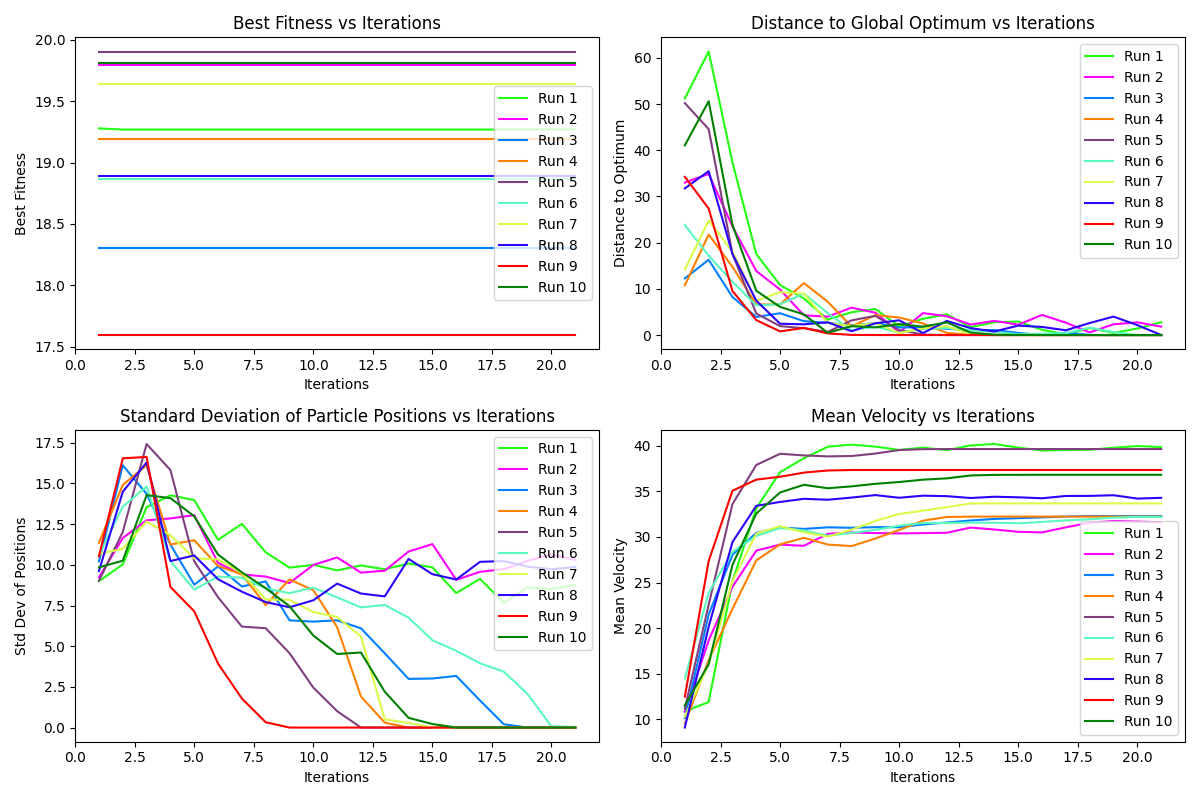 Best Fitness vs Iterations
20.0
19.5
19.0
18.5
18.0
17.5
Best Fitness
0.0 2.5 5.0 7.5 10.0 12.5 15.0 17.5 20.0
Iterations
Run 1
Run 2
Run 3
Run 4
Run 5
Run 6
Run 7
Run 8
Run 9
Run 10
Distance to Global Optimum vs Iterations
60
50
40
30
20
10
0
Distance to Optimum
0.0 2.5 5.0 7.5 10.0 12.5 15.0 17.5 20.0
Iterations
Run 1
Run 2
Run 3
Run 4
Run 5
Run 6
Run 7
Run 8
Run 9
Run 10
Standard Deviation of Particle Positions vs Iterations
17.5
15.0
12.5
10.0
7.5
5.0
2.5
0.0
Std Dev of Positions
0.0 2.5 5.0 7.5 10.0 12.5 15.0 17.5 20.0
Iterations
Run 1
Run 2
Run 3
Run 4
Run 5
Run 6
Run 7
Run 8
Run 9
Run 10
Mean Velocity vs Iterations
40
35
30
25
20
15
10
Mean Velocity
0.0 2.5 5.0 7.5 10.0 12.5 15.0 17.5 20.0
Iterations
Run 1
Run 2
Run 3
Run 4
Run 5
Run 6
Run 7
Run 8
Run 9
Run 10